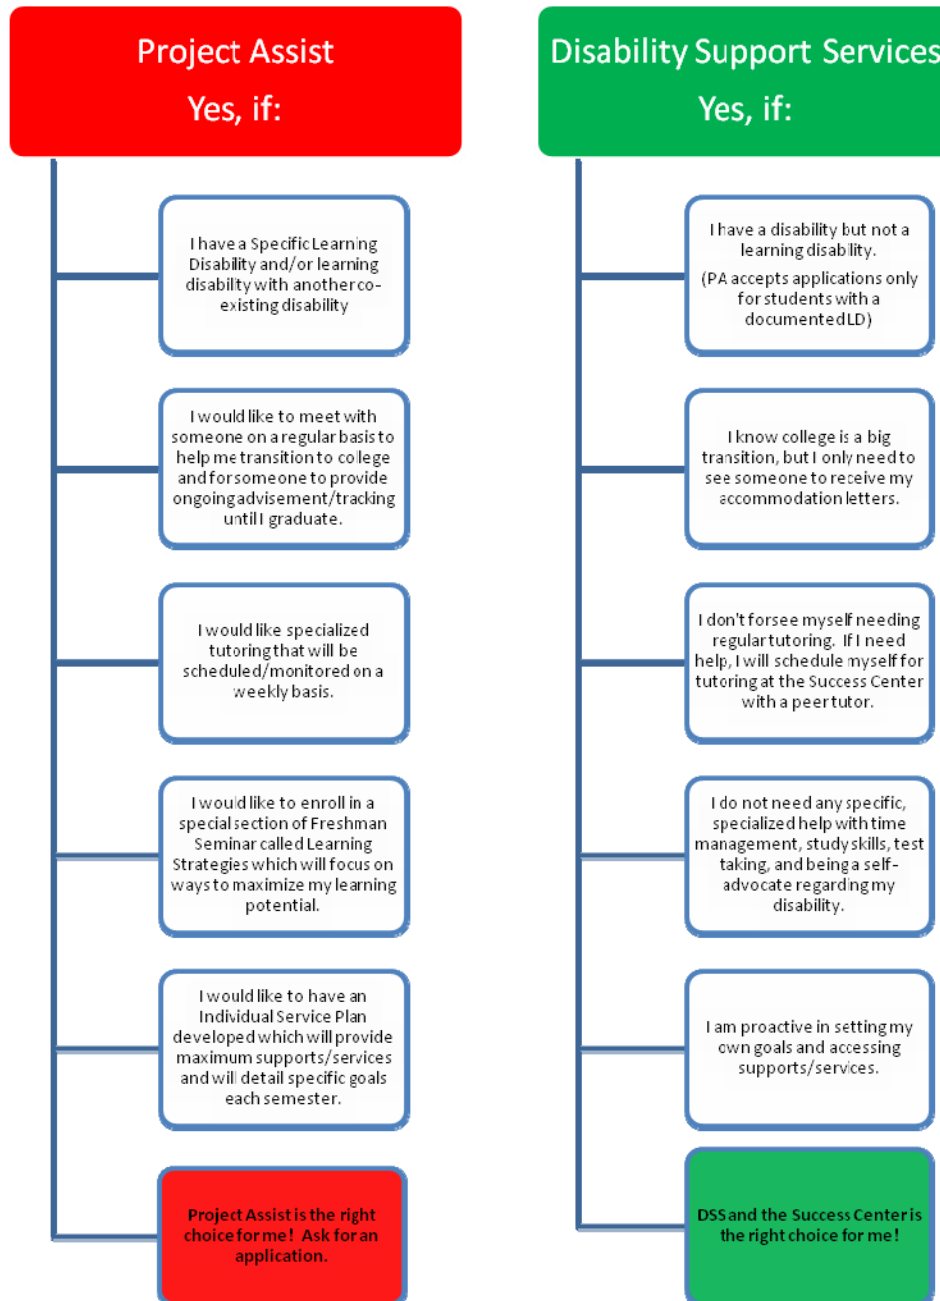 Project Assist
Yes, if:
I have a Specific Learning
Disability and/or learning
disability with another co-
existing disability
I would like to meet with
someone on a regular basis to
help me transition to college
and for someone to provide
ongoing advisement/tracking
until I graduate.
I would like specialized
tutoring that will be
scheduled/monitored on a
weekly basis.
I would like to enroll in a
special section of Freshman
Seminar called Learning
Strategies which will focus on
ways to maximize my learning
potential.
I would like to have an
Individual Service Plan
developed which will provide
maximum supports/services
and will detail specific goals
each semester.
Project Assist is the right
choice for me!  Ask for an
application.
Disability Support Services
Yes, if:
I have a disability but not a
learning disability.
(PA accepts applications only
for students with a
documented LD)
I know college is a big
transition, but I only need to
see someone to receive my
accommodation letters.
I don't forsee myself needing
regular tutoring.  If I need
help, I will schedule myself for
tutoring at the Success Center
with a peer tutor.
I do not need any specific,
specialized help with time
management, study skills, test
taking, and being a self-
advocate regarding my
disability.
I am proactive in setting my
own goals and accessing
supports/services.
DSS and the Success Center is
the right choice for me!